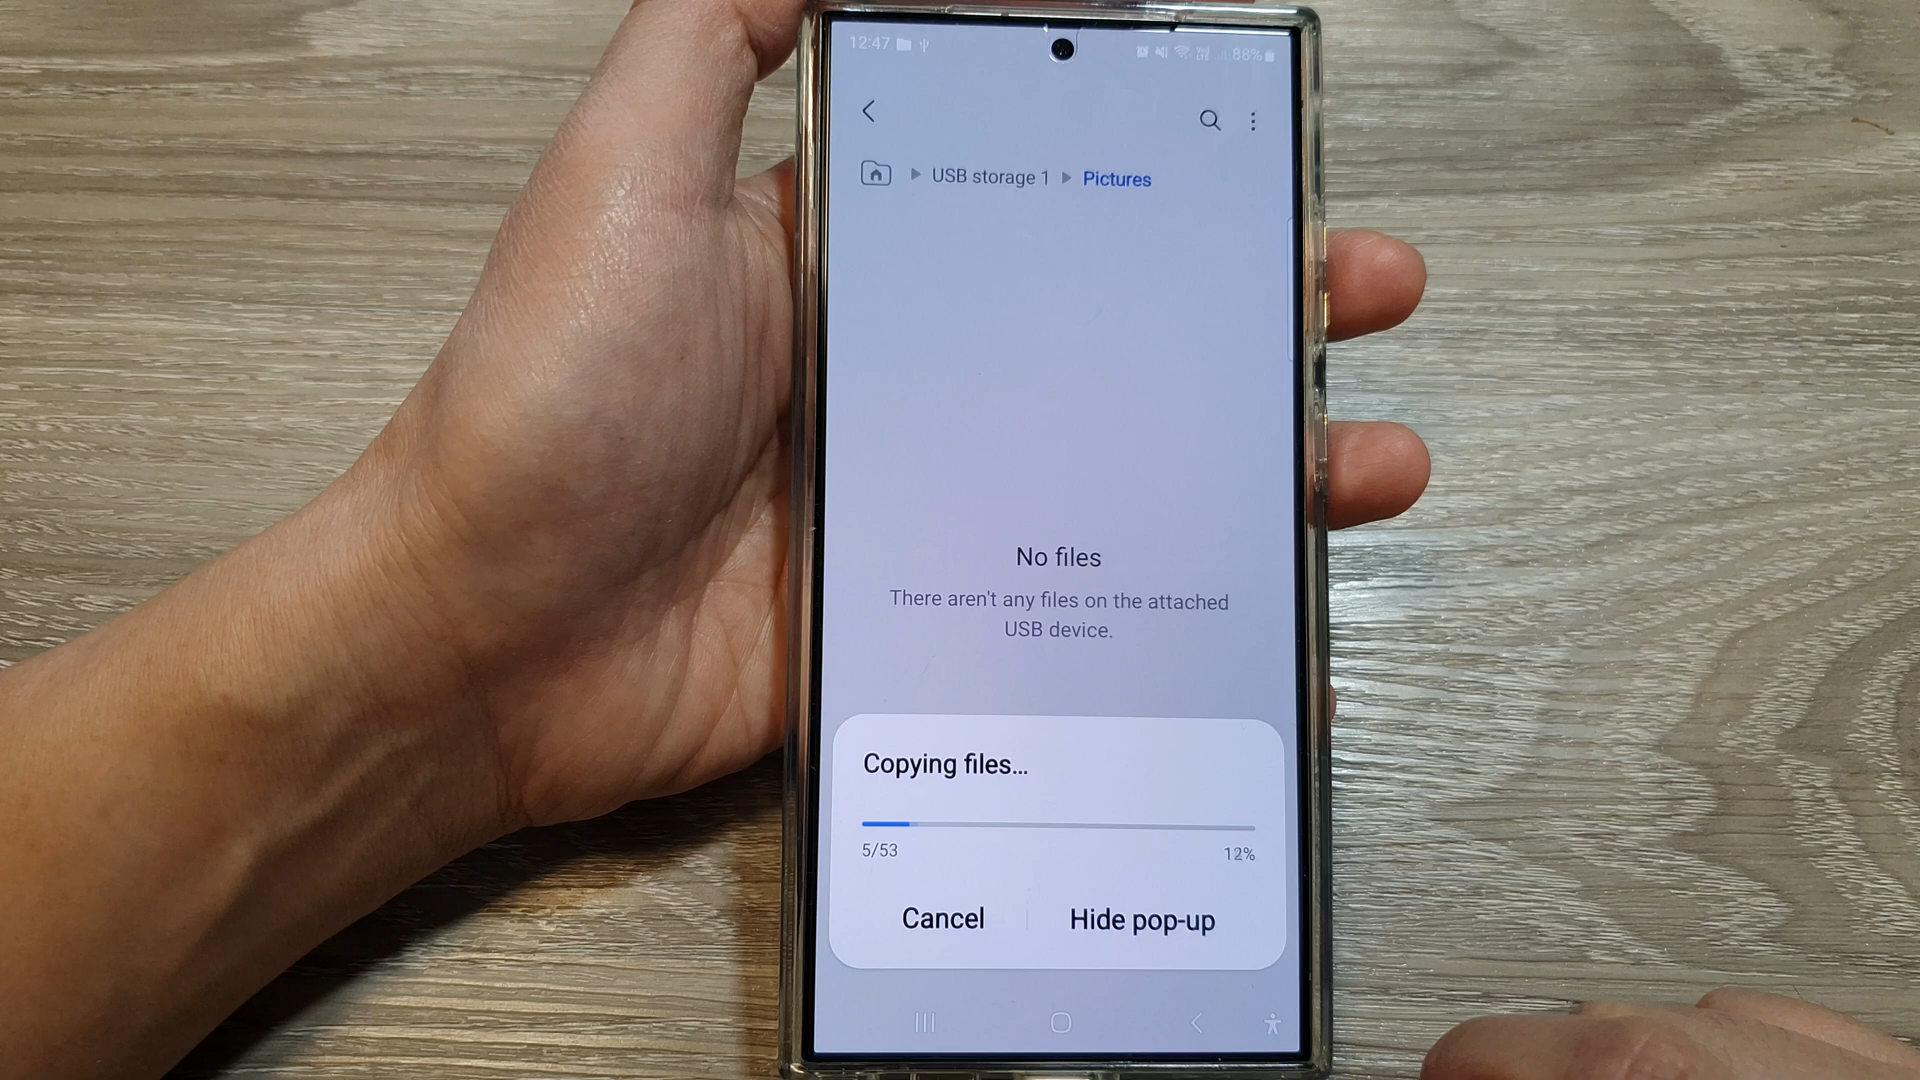 12:47 88%
USB storage 1 Pictures
No files
There aren't any files on the attached
USB device.
Copying files...
5/53 12%
Cancel Hide pop-up